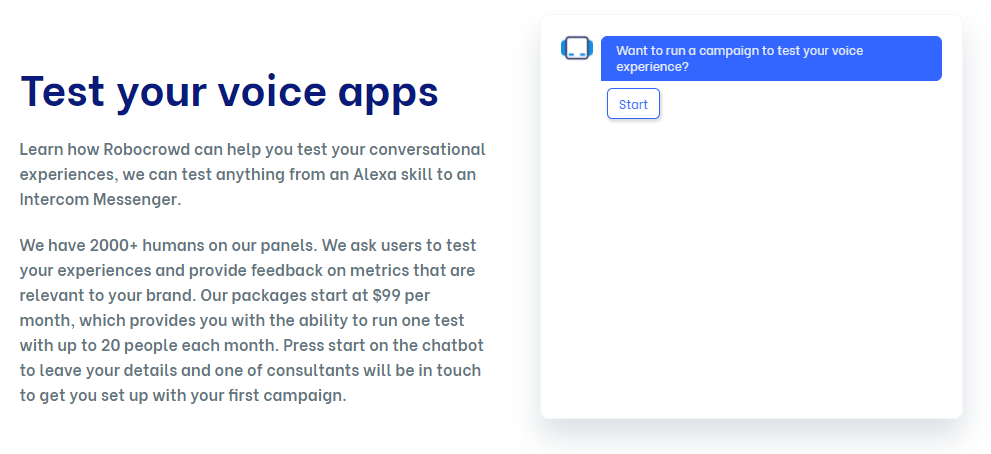 Test your voice apps
Learn how Robocrowd can help you test your conversational
experiences, we can test anything from an Alexa skill to an
Intercom Messenger.
We have 2000+ humans on our panels. We ask users to test
your experiences and provide feedback on metrics that are
relevant to your brand. Our packages start at $99 per
month, which provides you with the ability to run one test
with up to 20 people each month. Press start on the chatbot
to leave your details and one of consultants will be in touch
to get you set up with your first campaign.
Want to run a campaign to test your voice
experience?
Start